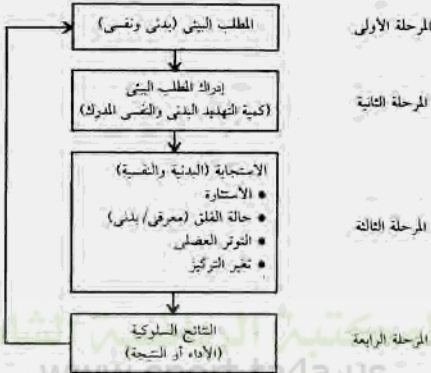 المرحلة الأولى
المطلب البيئى (بدنى ونفسى)
المرحلة الثانية
إدراك المطلب البيئى
(كمية التهديد البدنى والنفسى المدرك)
المرحلة الثالثة
الاستجابة (البدنية والنفسية)
• الاستثارة
• حالة القلق (معرفى/ بدنى)
• التوتر العضلى
• تغير التركيز
المرحلة الرابعة
النتائج السلوكية
(الأداء أو النتيجة)